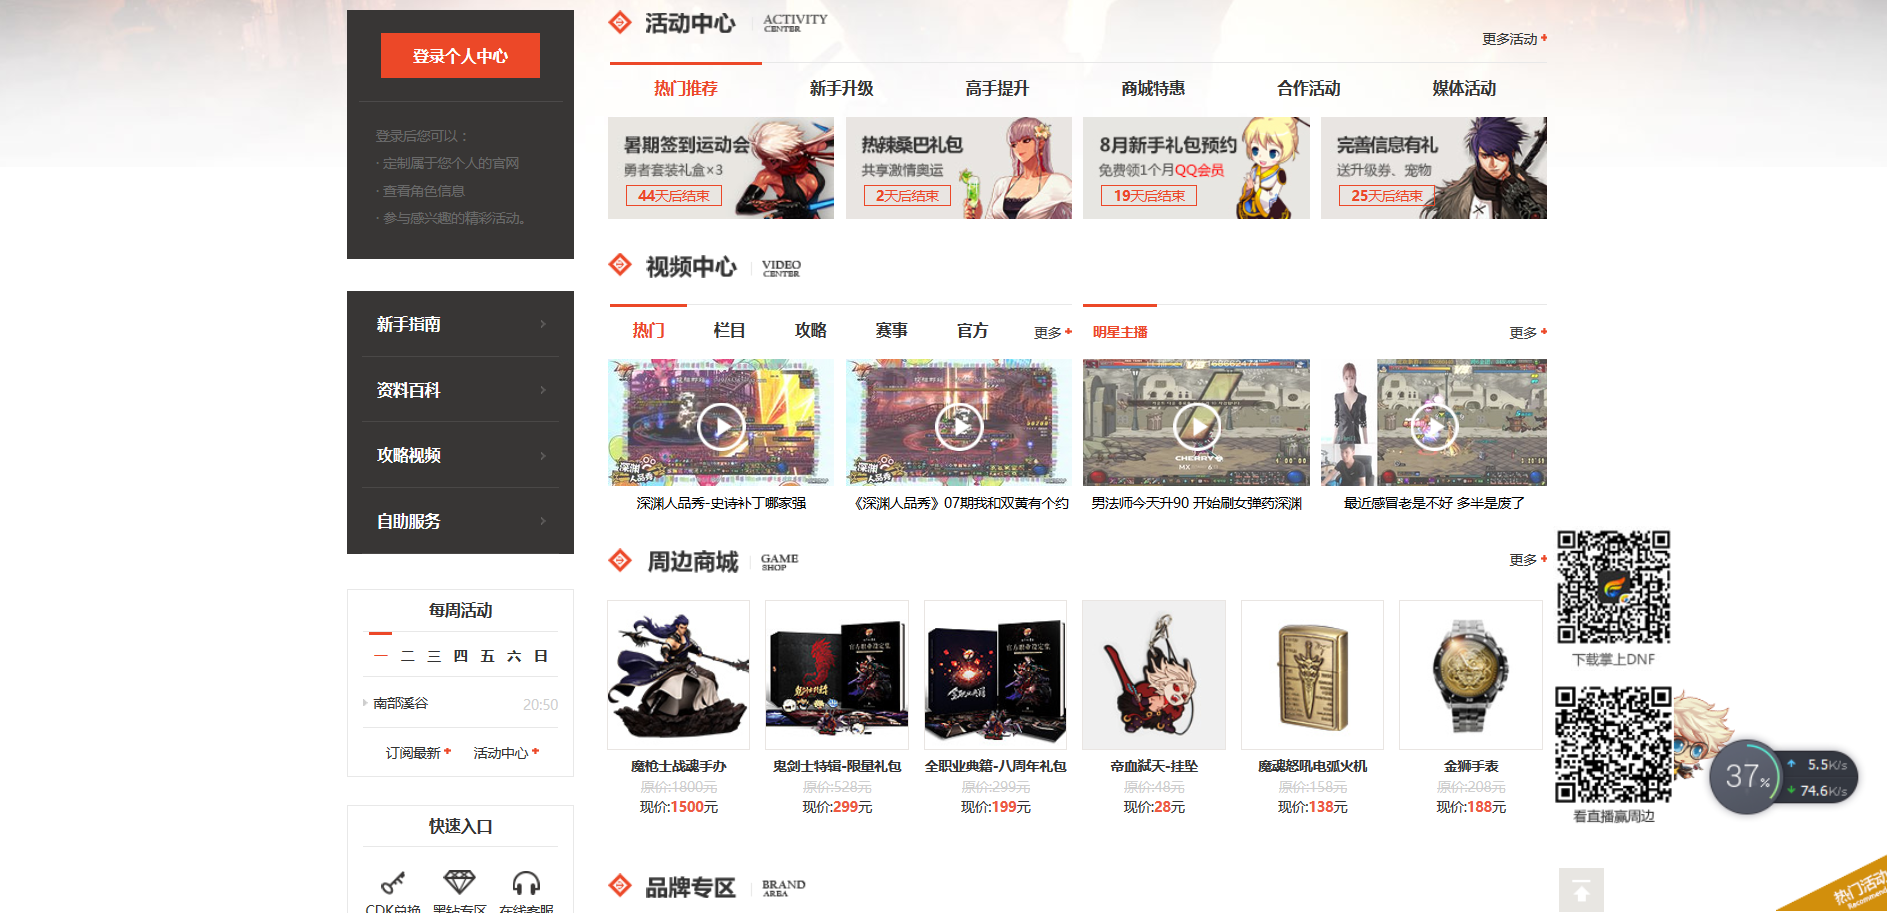 登录个人中心
登录后您可以：
· 定制属于您个人的官网
· 查看角色信息
· 参与感兴趣的精彩活动。
新手指南
资料百科
攻略视频
自助服务
每周活动
一 二 三 四 五 六 日
南部溪谷 20:50
订阅最新 活动中心
快速入口
CDK兑换 黑钻专区 在线客服
活动中心 ACTIVITY CENTER
更多活动
热门推荐 新手升级 高手提升 商城特惠 合作活动 媒体活动
暑期签到运动会
勇者套装礼盒×3
44天后结束
热辣桑巴礼包
共享激情奥运
2天后结束
8月新手礼包预约
免费领1个月QQ会员
19天后结束
完善信息有礼
送升级券、宠物
25天后结束
视频中心 VIDEO CENTER
热门 栏目 攻略 赛事 官方 更多
明星主播 更多
CHERRY
MX 6
深渊人品秀-史诗补丁哪家强
《深渊人品秀》07期我和双黄有个约
男法师今天升90 开始刷女弹药深渊
最近感冒老是不好 多半是废了
周边商城 GAME SHOP
更多
魔枪士战魂手办
原价:1800元
现价:1500元
鬼剑士特辑-限量礼包
原价:528元
现价:299元
全职业典籍-八周年礼包
原价:299元
现价:199元
帝血弑天-挂坠
原价:48元
现价:28元
魔魂怒吼电弧火机
原价:158元
现价:138元
金狮手表
原价:208元
现价:188元
品牌专区 BRAND AREA
下载掌上DNF
看直播赢周边
37%
5.5K/s
74.6K/s
热门活动
Recommend